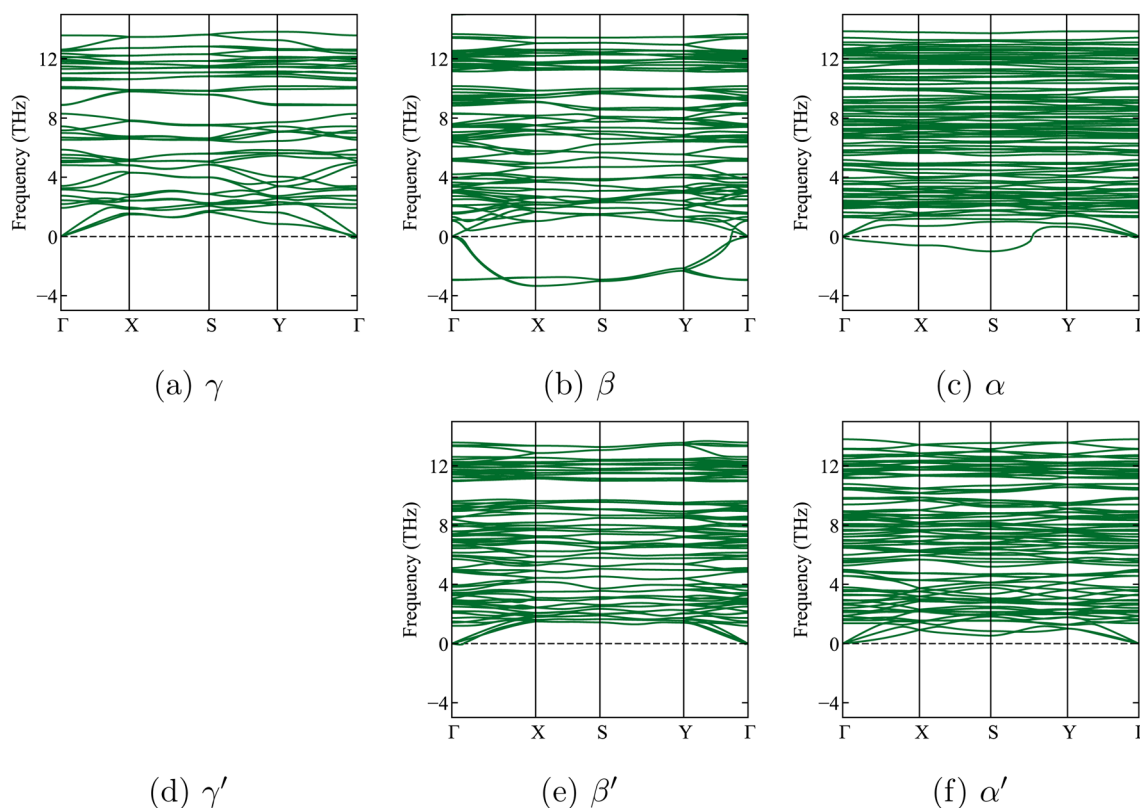 Frequency (THz)
12
8
4
0
−4
Γ X S Y Γ
(a) γ
Frequency (THz)
12
8
4
0
−4
Γ X S Y Γ
(b) β
Frequency (THz)
12
8
4
0
−4
Γ X S Y
(c) α
(d) γ′
Frequency (THz)
12
8
4
0
−4
Γ X S Y Γ
(e) β′
Frequency (THz)
12
8
4
0
−4
Γ X S Y
(f) α′